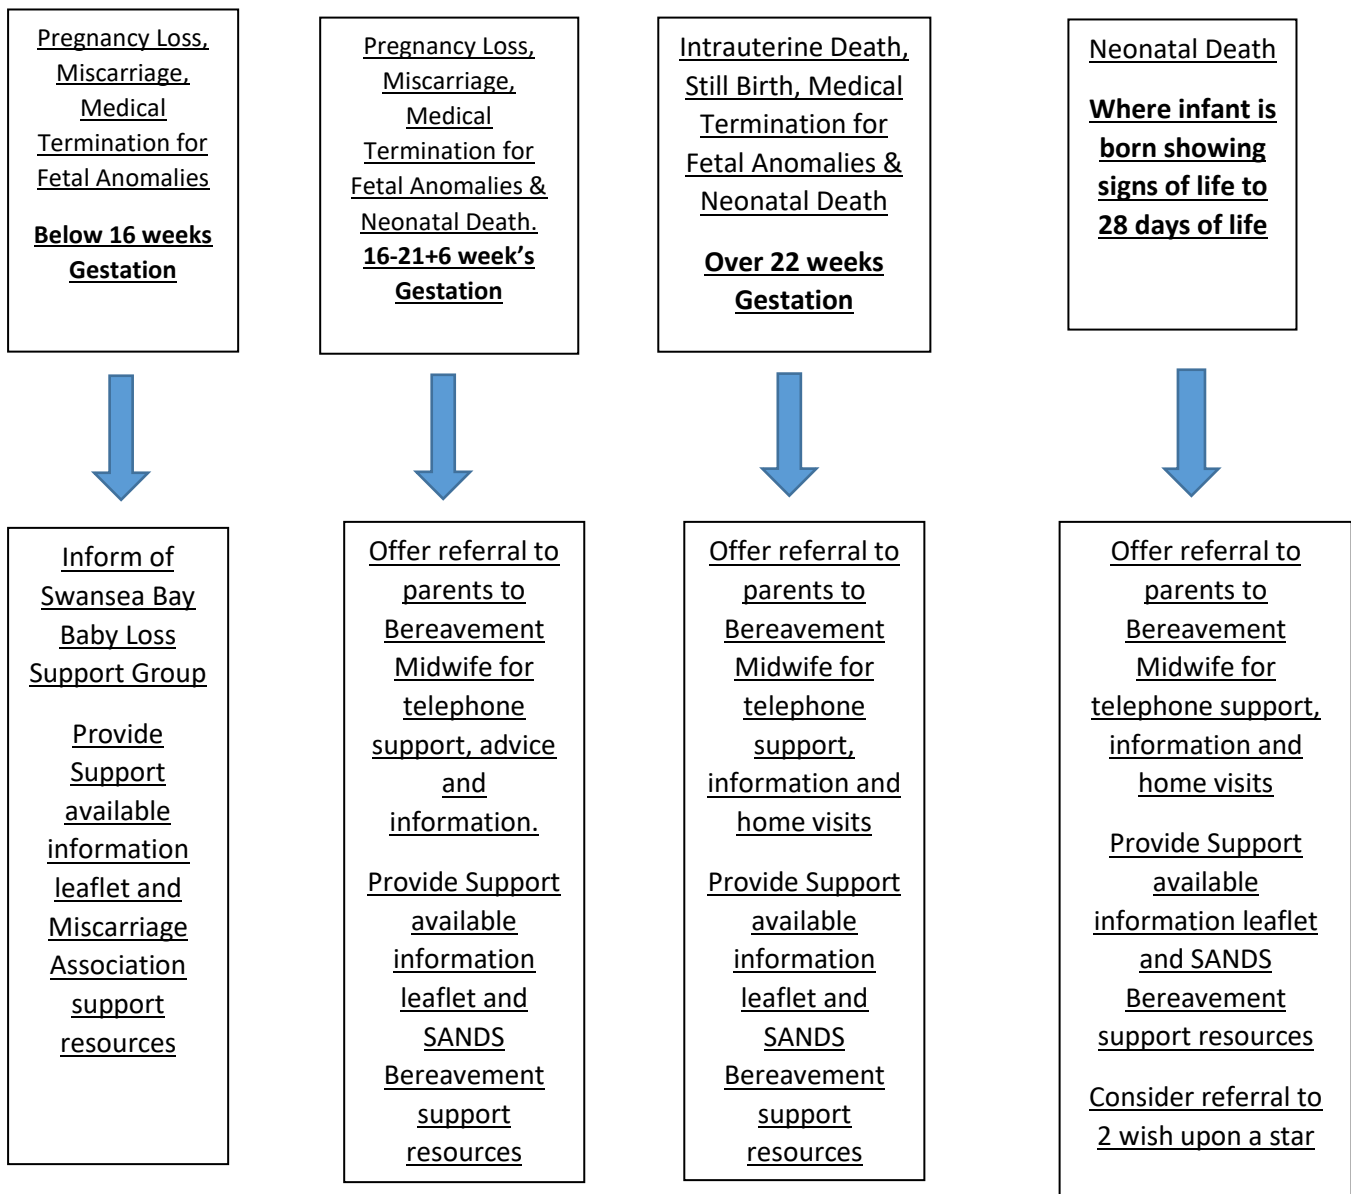 Pregnancy Loss,
Miscarriage,
Medical
Termination for
Fetal Anomalies
Below 16 weeks
Gestation
Pregnancy Loss,
Miscarriage,
Medical
Termination for
Fetal Anomalies &
Neonatal Death.
16-21+6 week’s
Gestation
Intrauterine Death,
Still Birth, Medical
Termination for
Fetal Anomalies &
Neonatal Death
Over 22 weeks
Gestation
Neonatal Death
Where infant is
born showing
signs of life to
28 days of life
Inform of
Swansea Bay
Baby Loss
Support Group
Provide
Support
available
information
leaflet and
Miscarriage
Association
support
resources
Offer referral to
parents to
Bereavement
Midwife for
telephone
support, advice
and
information.
Provide Support
available
information
leaflet and
SANDS
Bereavement
support
resources
Offer referral to
parents to
Bereavement
Midwife for
telephone
support,
information and
home visits
Provide Support
available
information
leaflet and
SANDS
Bereavement
support
resources
Offer referral to
parents to
Bereavement
Midwife for
telephone support,
information and
home visits
Provide Support
available
information leaflet
and SANDS
Bereavement
support resources
Consider referral to
2 wish upon a star